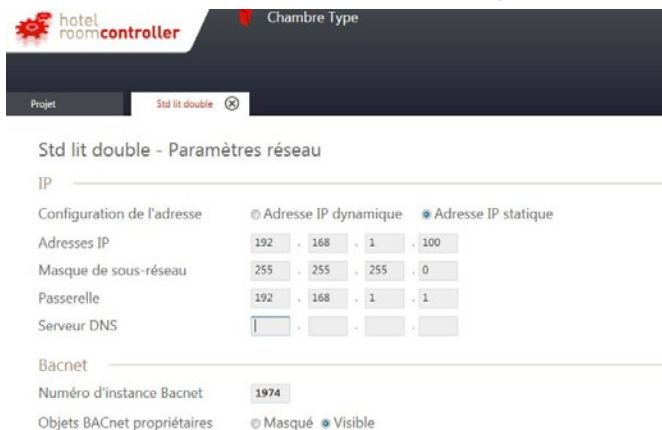 hotel
roomcontroller
Chambre Type
Projet
Std lit double
Std lit double - Paramètres réseau
IP
Configuration de l'adresse Adresse IP dynamique Adresse IP statique
Adresses IP 192 . 168 . 1 . 100
Masque de sous-réseau 255 . 255 . 255 . 0
Passerelle 192 . 168 . 1 . 1
Serveur DNS . . .
Bacnet
Numéro d'instance Bacnet 1974
Objets BACnet propriétaires Masqué Visible